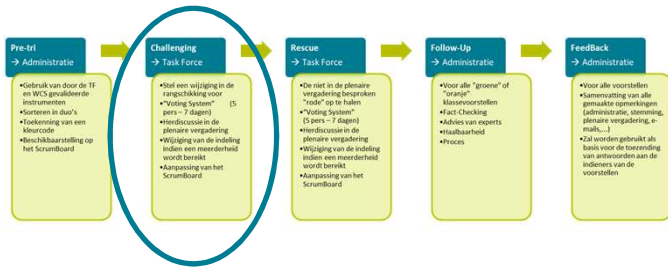 Pre-tri
→ Administratie
•Gebruik van door de TF
en WCS gevalideerde
instrumenten
•Sorteren in duo's
•Toekenning van een
kleurcode
•Beschikbaarstelling op
het ScrumBoard
Challenging
→ Task Force
•Stel een wijziging in de
rangschikking voor
•"Voting System" (5
pers – 7 dagen)
•Herdiscussie in de
plenaire vergadering
•Wijziging van de indeling
indien een meerderheid
wordt bereikt
•Aanpassing van het
ScrumBoard
Rescue
→ Task Force
•De niet in de plenaire
vergadering besproken
"rode" op te halen
•"Voting System"
(5 pers – 7 dagen)
•Herdiscussie in de
plenaire vergadering
•Wijziging van de indeling
indien een meerderheid
wordt bereikt
•Aanpassing van het
ScrumBoard
Follow-Up
→ Administratie
•Voor alle "groene" of
"oranje"
klassevoorstellen
•Fact-Checking
•Advies van experts
•Haalbaarheid
•Proces
FeedBack
→ Administratie
•Voor alle voorstellen
•Samenvatting van alle
gemaakte opmerkingen
(administratie, stemming,
plenaire vergadering, e-
mails,...)
•Zal worden gebruikt als
basis voor de toezending
van antwoorden aan de
indieners van de
voorstellen